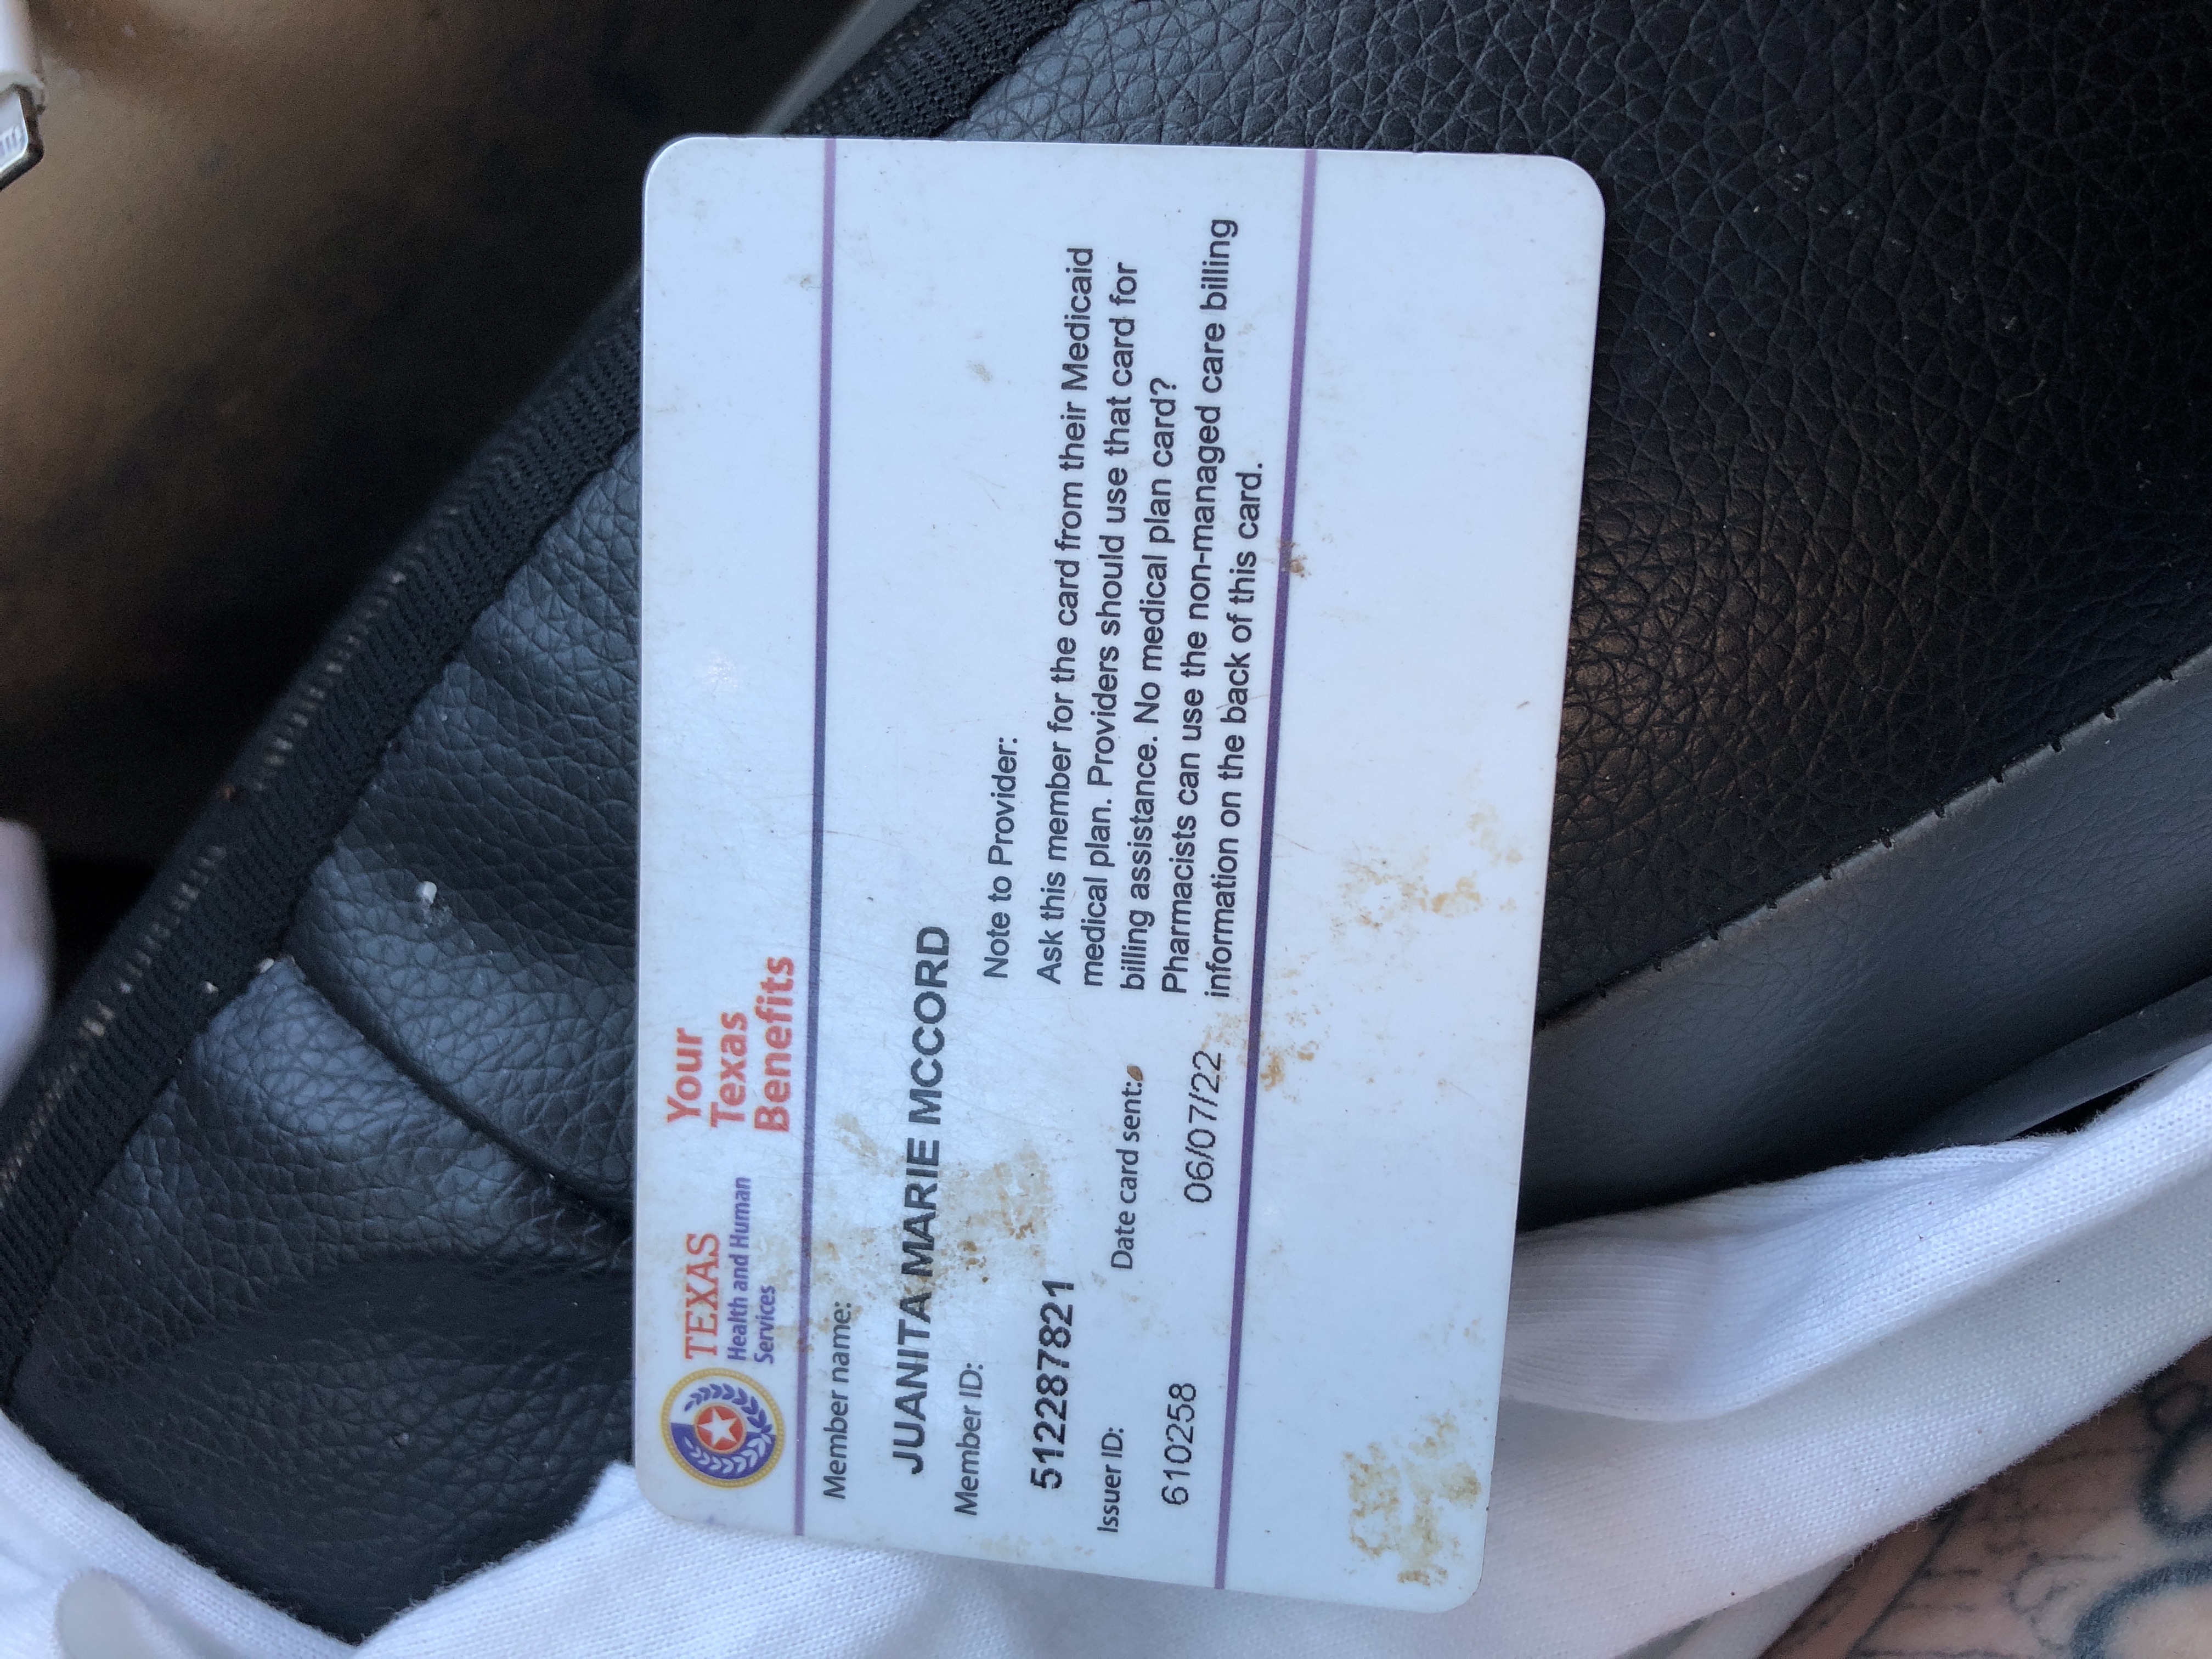 TEXAS
Health and Human
Services
Your
Texas
Benefits
Member name:
JUANITA MARIE MCCORD
Member ID:
512287821
Issuer ID:
610258
Date card sent:
06/07/22
Note to Provider:
Ask this member for the card from their Medicaid
medical plan. Providers should use that card for
billing assistance. No medical plan card?
Pharmacists can use the non-managed care billing
information on the back of this card.